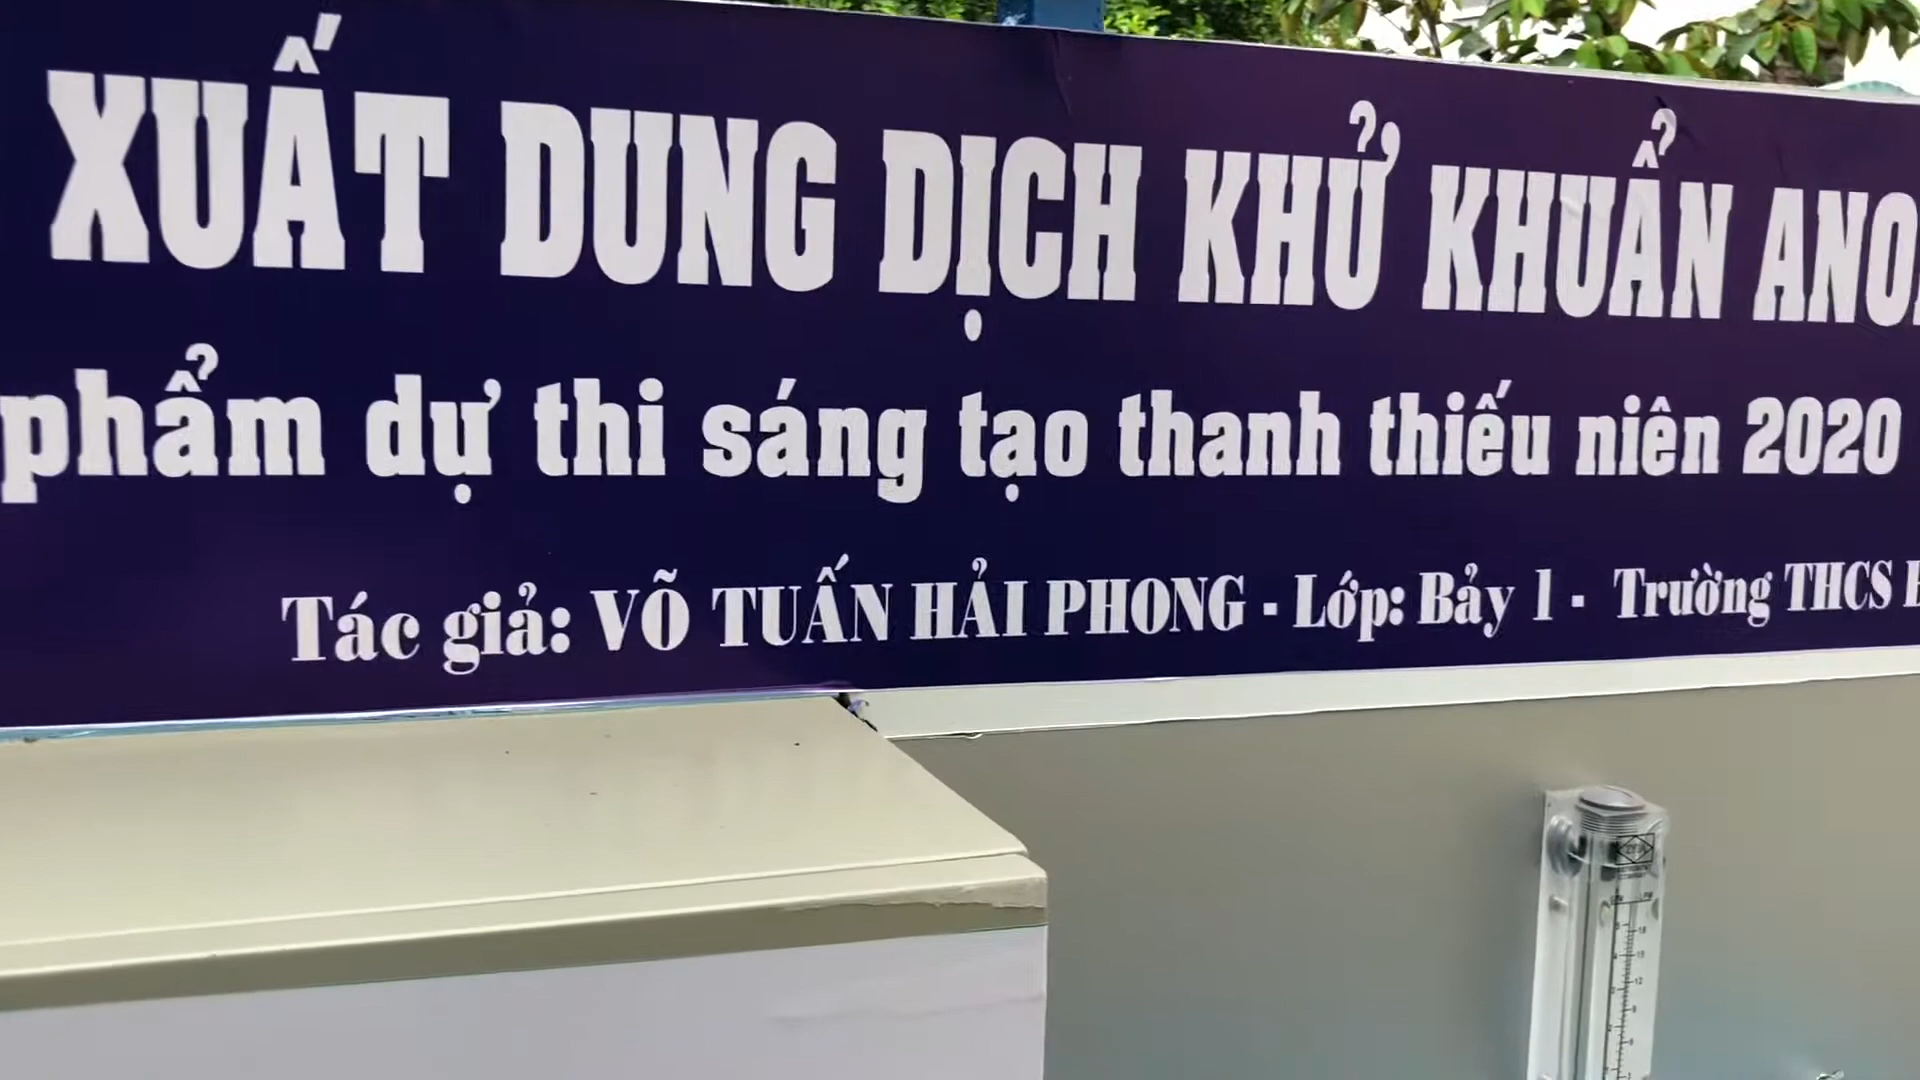 XUẤT DUNG DỊCH KHỬ KHUẨN
phẩm dự thi sáng tạo thanh thiếu niên 2020
Tác giả: VÕ TUẤN HẢI PHONG - Lớp: Bảy 1 - Trường THCS